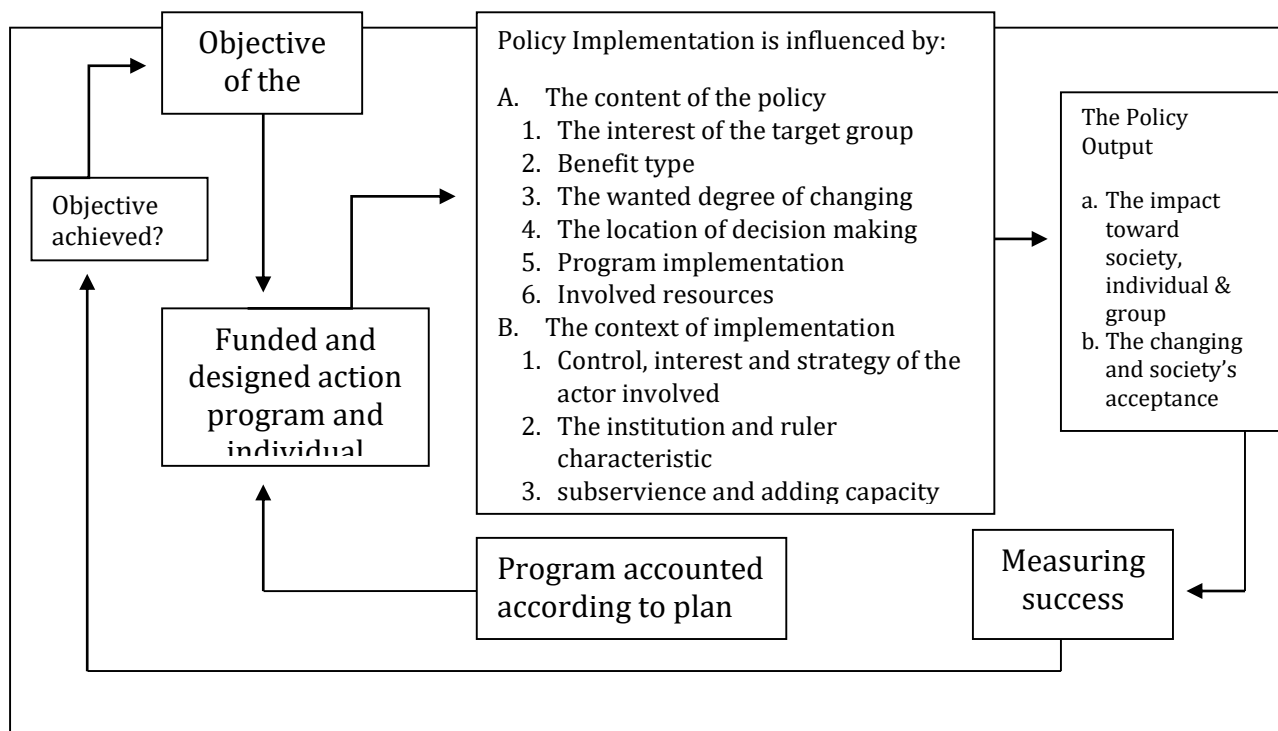 Objective
of the
Objective
achieved?
Funded and
designed action
program and
individual
Policy Implementation is influenced by:
A. The content of the policy
1. The interest of the target group
2. Benefit type
3. The wanted degree of changing
4. The location of decision making
5. Program implementation
6. Involved resources
B. The context of implementation
1. Control, interest and strategy of the
actor involved
2. The institution and ruler
characteristic
3. subservience and adding capacity
The Policy
Output
a. The impact
toward
society,
individual &
group
b. The changing
and society's
acceptance
Program accounted
according to plan
Measuring
success